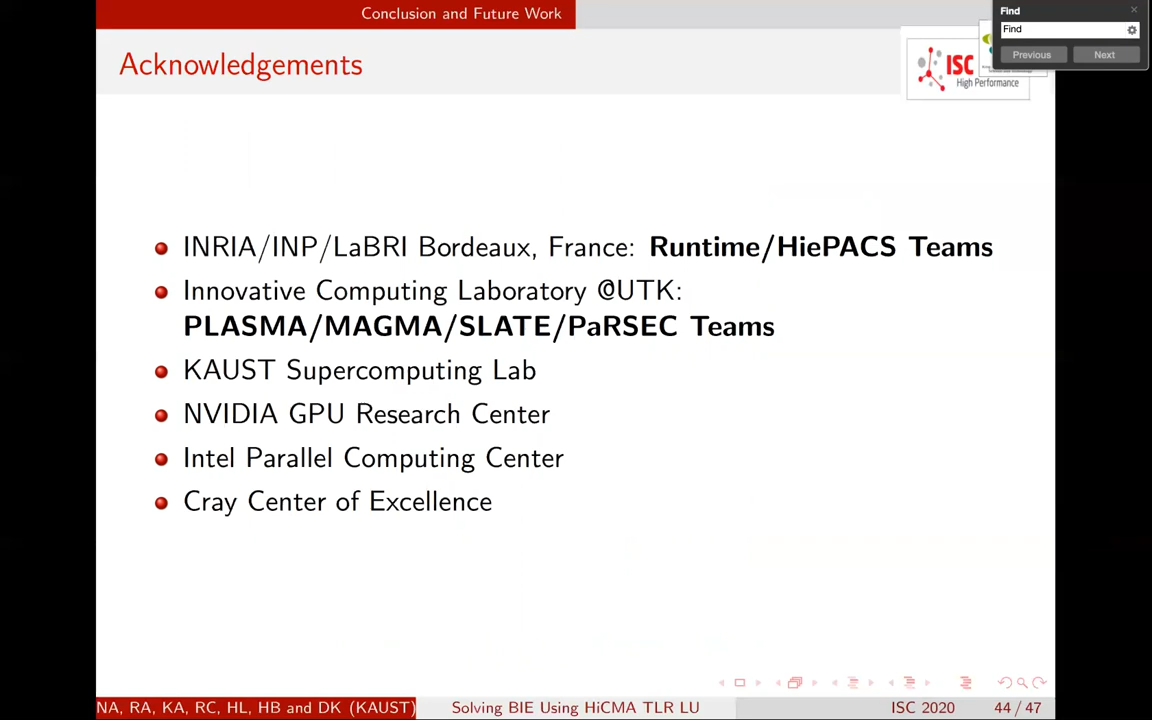 Conclusion and Future Work
Find
Find
Previous
Next
Acknowledgements
ISC
High Performance
INRIA/INP/LaBRI Bordeaux, France: Runtime/HiePACS Teams
Innovative Computing Laboratory @UTK:
PLASMA/MAGMA/SLATE/PaRSEC Teams
KAUST Supercomputing Lab
NVIDIA GPU Research Center
Intel Parallel Computing Center
Cray Center of Excellence
NA, RA, KA, RC, HL, HB and DK (KAUST)
Solving BIE Using HiCMA TLR LU
ISC 2020
44 / 47